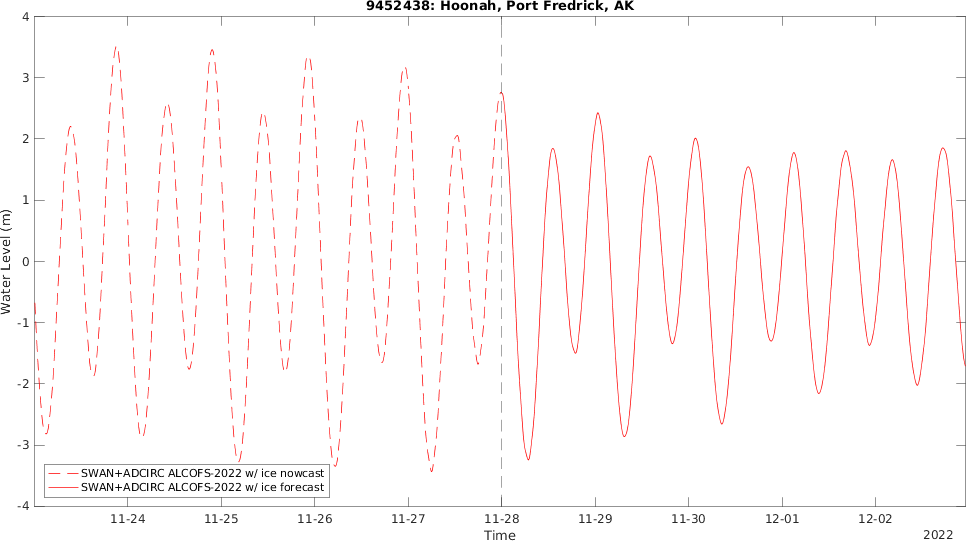 9452438: Hoonah, Port Fredrick, AK
4
3
2
1
0
-1
-2
-3
-4
Water Level (m)
SWAN+ADCIRC ALCOFS-2022 w/ ice nowcast
SWAN+ADCIRC ALCOFS-2022 w/ ice forecast
11-24 11-25 11-26 11-27 11-28 11-29 11-30 12-01 12-02
Time
2022